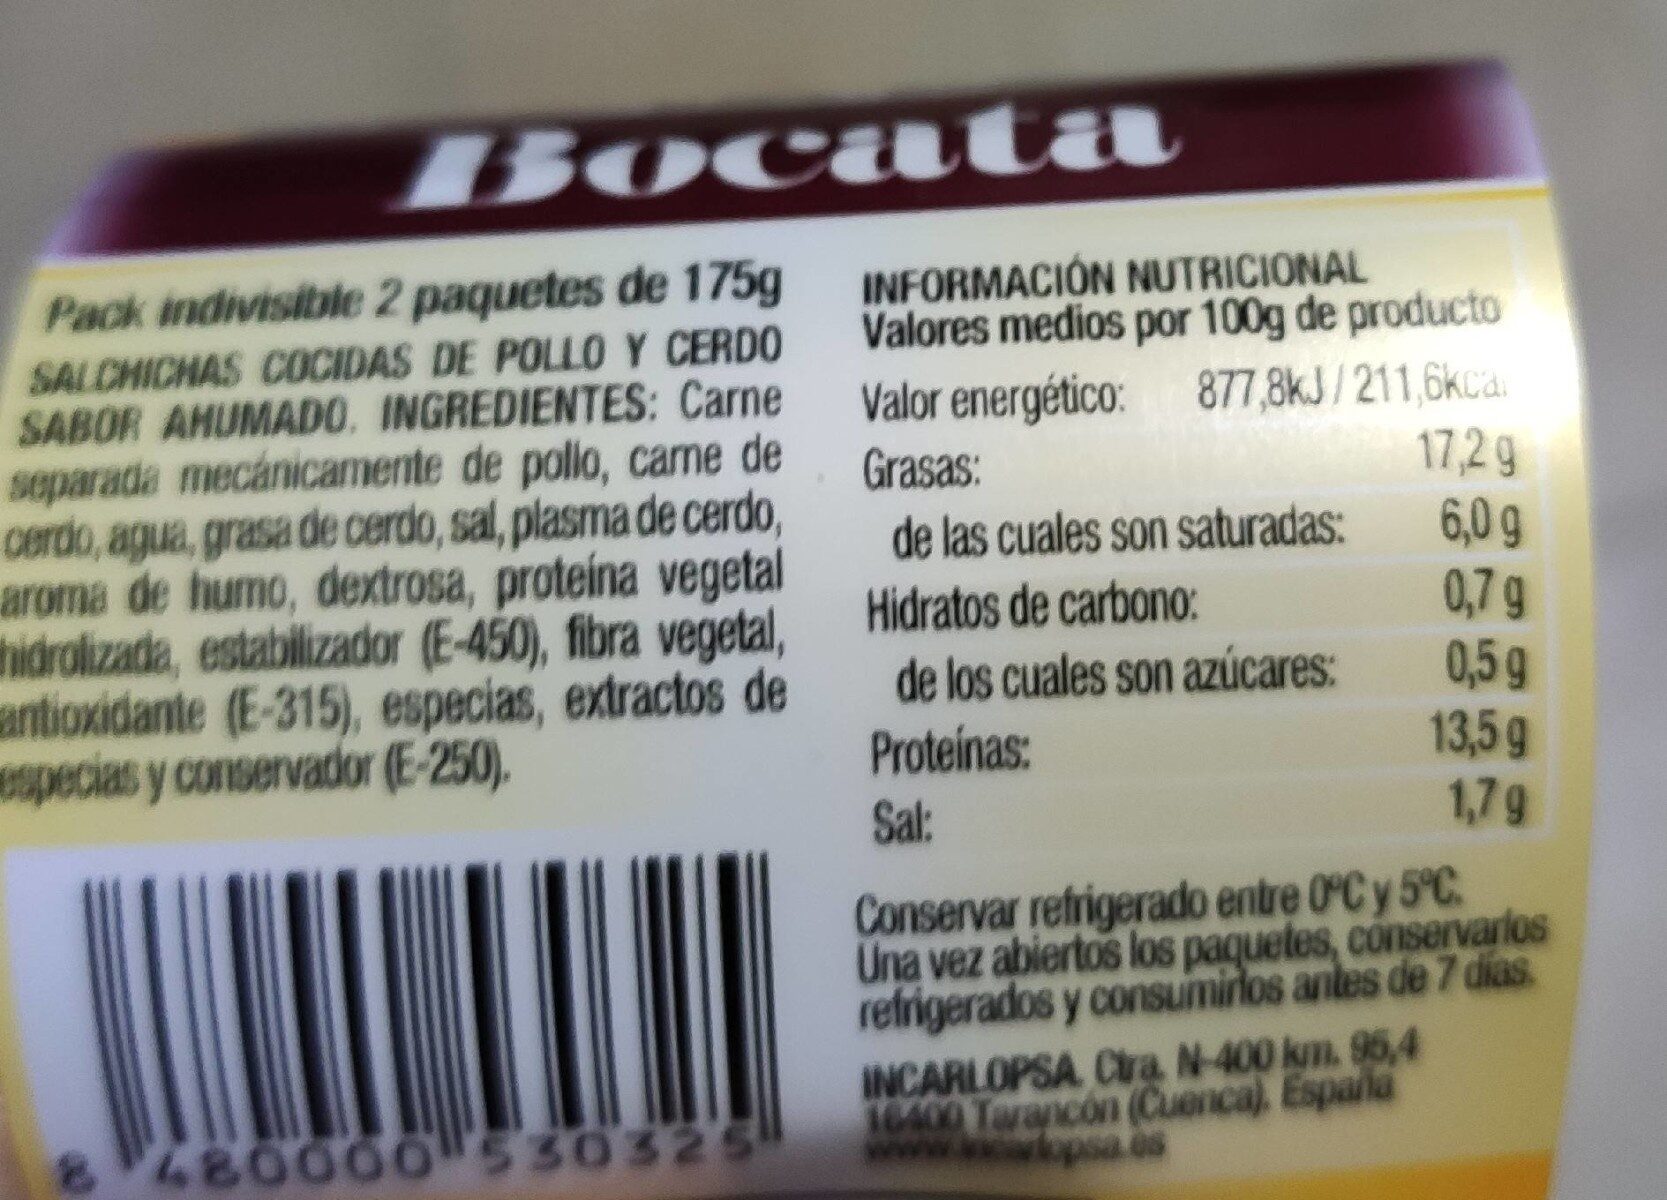 Bocata
Pack indivisible 2 paquetes de 175g
SALCHICHAS COCIDAS DE POLLO Y CERDO
SABOR AHUMADO. INGREDIENTES: Carne
separada mecánicamente de pollo, carne de
cerdo, agua, grasa de cerdo, sal, plasma de cerdo,
aroma de humo, dextrosa, proteína vegetal
hidrolizada, estabilizador (E-450), fibra vegetal,
antioxidante (E-315), especias, extractos de
especias y conservador (E-250).
8 480000 530325
INFORMACIÓN NUTRICIONAL
Valores medios por 100g de producto
Valor energético: 877,8kJ / 211,6kcal
Grasas: 17,2 g
de las cuales son saturadas: 6,0 g
Hidratos de carbono: 0,7 g
de los cuales son azúcares: 0,5 g
Proteínas: 13,5 g
Sal: 1,7 g
Conservar refrigerado entre 0ºC y 5ºC.
Una vez abiertos los paquetes, conservarlos
refrigerados y consumirlos antes de 7 días.
INCARLOPSA. Ctra. N-400 km. 95,4
16400 Tarancón (Cuenca). España
www.incarlopsa.es